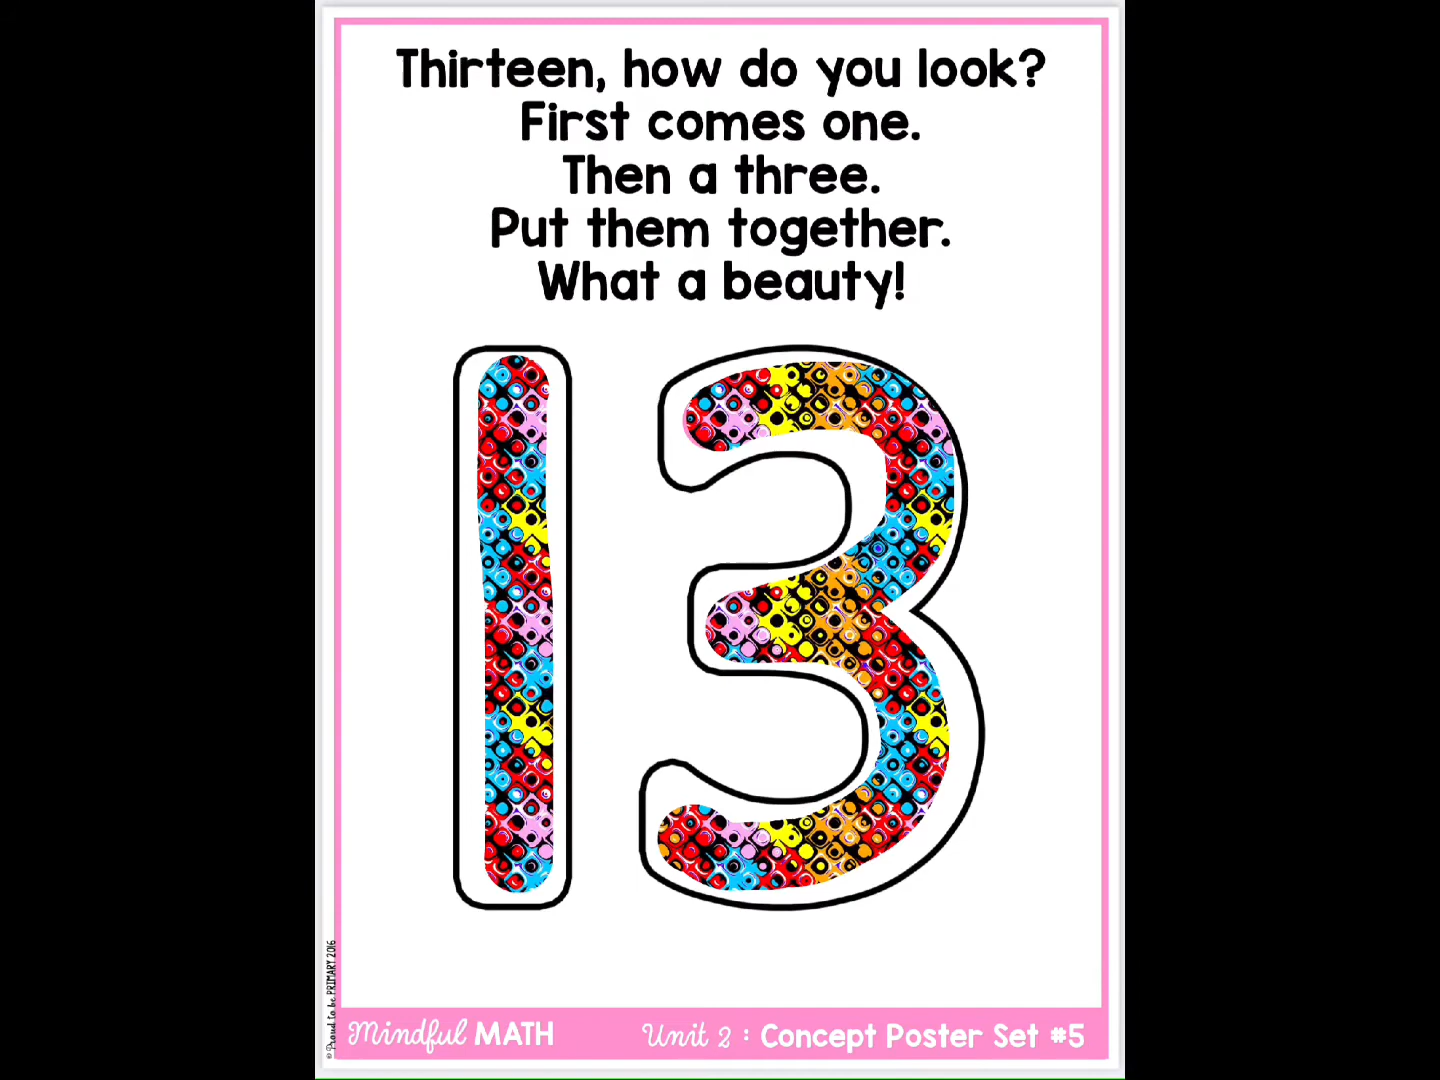 Thirteen, how do you look?
First comes one.
Then a three.
Put them together.
What a beauty!
13
© Proud to be PRIMARY 2016
Mindful MATH
Unit 2 : Concept Poster Set #5